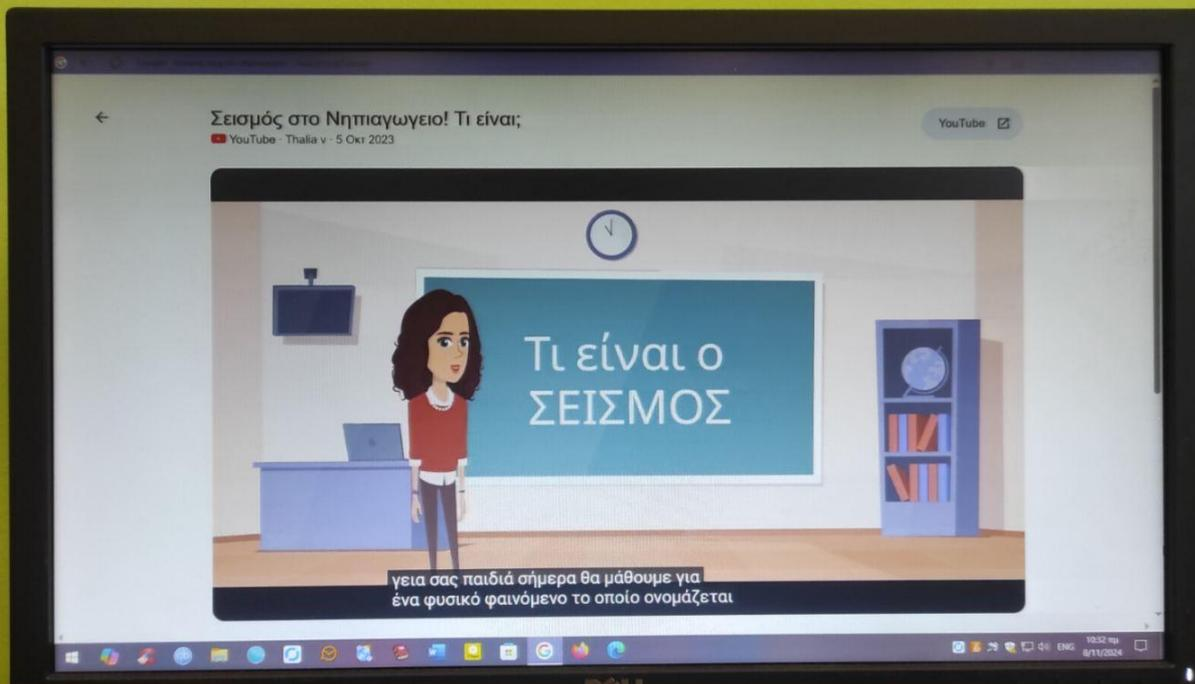 Σεισμός στο Νηπιαγωγειο! Τι είναι;
YouTube · Thalia v · 5 Οκτ 2023
YouTube
Τι είναι ο
ΣΕΙΣΜΟΣ
γεια σας παιδιά σήμερα θα μάθουμε για
ένα φυσικό φαινόμενο το οποίο ονομάζεται
ENG
10:32 πμ
8/11/2024